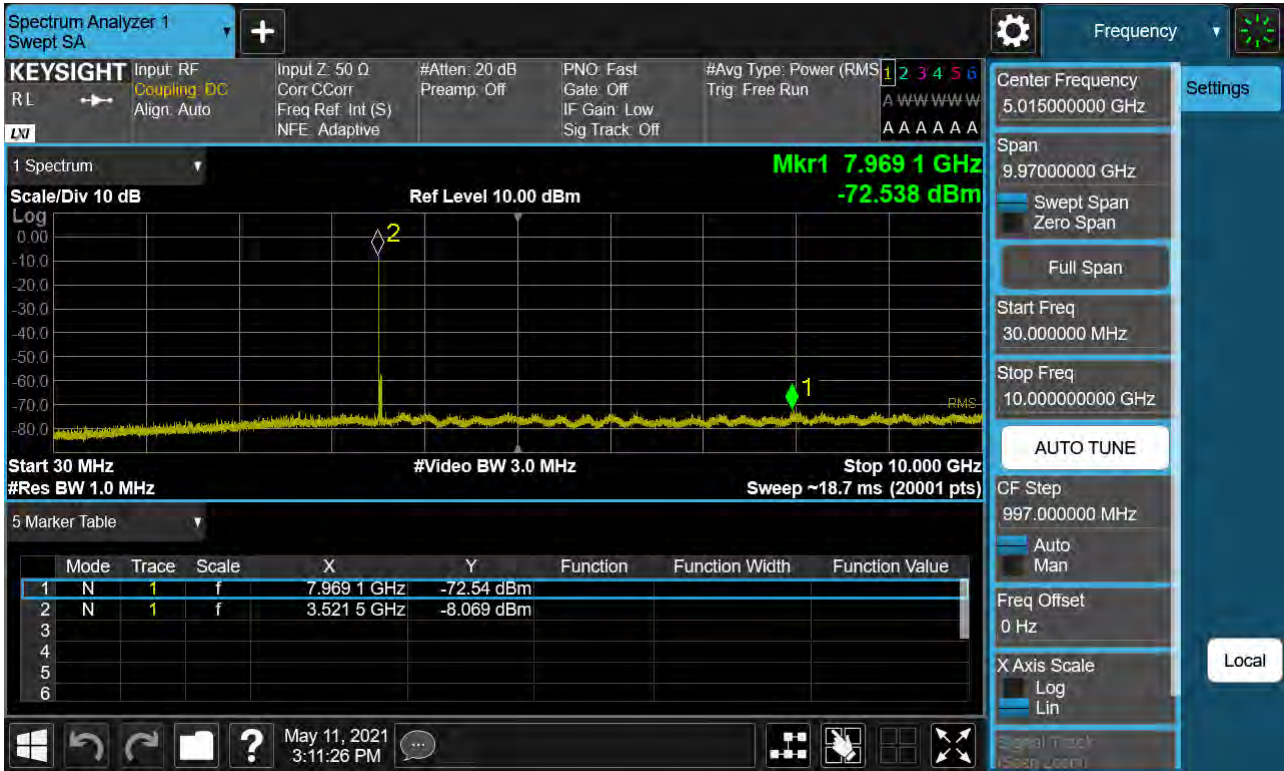 Spectrum Analyzer 1
Swept SA
+
Frequency
KEYSIGHT
RL
LXI
Input: RF
Coupling: DC
Align: Auto
Input Z: 50 Ω
Corr CCorr
Freq Ref: Int (S)
NFE: Adaptive
#Atten: 20 dB
Preamp: Off
PNO: Fast
Gate: Off
IF Gain: Low
Sig Track: Off
#Avg Type: Power (RMS
Trig: Free Run
1 2 3 4 5 6
A W W W W W
A A A A A A
1 Spectrum
Mkr1 7.969 1 GHz
Scale/Div 10 dB
Ref Level 10.00 dBm
-72.538 dBm
Log
0.00
-10.0
-20.0
-30.0
-40.0
-50.0
-60.0
-70.0
-80.0
2
1
RMS
Start 30 MHz
#Video BW 3.0 MHz
Stop 10.000 GHz
#Res BW 1.0 MHz
Sweep ~18.7 ms (20001 pts)
5 Marker Table
Mode Trace Scale X Y Function Function Width Function Value
1 N 1 f 7.969 1 GHz -72.54 dBm
2 N 1 f 3.521 5 GHz -8.069 dBm
3
4
5
6
?
May 11, 2021
3:11:26 PM
Center Frequency
5.015000000 GHz
Span
9.97000000 GHz
Swept Span
Zero Span
Full Span
Start Freq
30.000000 MHz
Stop Freq
10.000000000 GHz
AUTO TUNE
CF Step
997.000000 MHz
Auto
Man
Freq Offset
0 Hz
X Axis Scale
Log
Lin
Signal Track
(Span Zoom)
Settings
Local